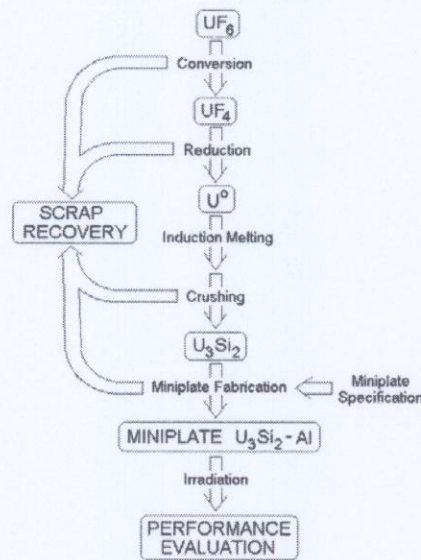 UF6
Conversion
UF4
Reduction
U°
SCRAP
RECOVERY
Induction Melting
Crushing
U3Si2
Miniplate Fabrication
Miniplate
Specification
MINIPLATE U3Si2-Al
Irradiation
PERFORMANCE
EVALUATION